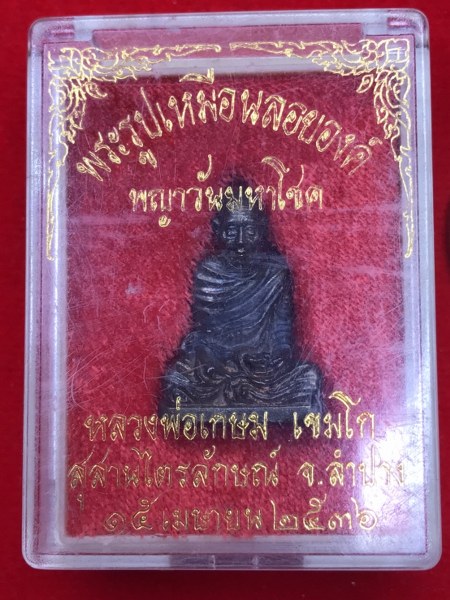 พระรูปเหมือนลอยองค์
พญาวันมหาโชค
หลวงพ่อเกษม เขมโก
สุสานไตรลักษณ์ จ.ลำปาง
๑๕ เมษายน ๒๕๓๖